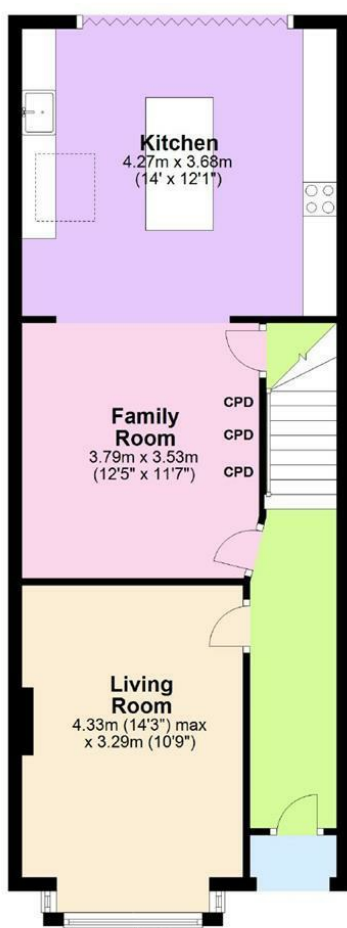 Kitchen
4.27m x 3.68m
(14' x 12'1")
Family
Room
3.79m x 3.53m
(12'5" x 11'7")
CPD
CPD
CPD
Living
Room
4.33m (14'3") max
x 3.29m (10'9")